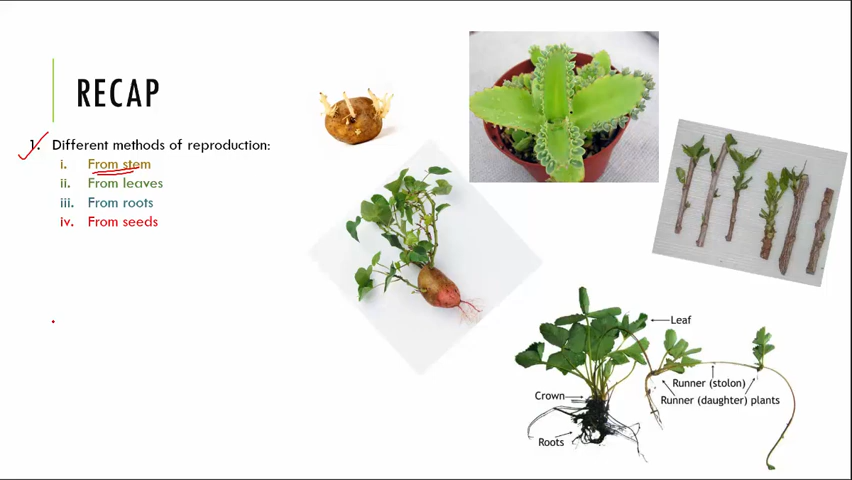 RECAP
1. Different methods of reproduction:
i. From stem
ii. From leaves
iii. From roots
iv. From seeds
Leaf
Runner (stolon)
Crown
Runner (daughter) plants
Roots